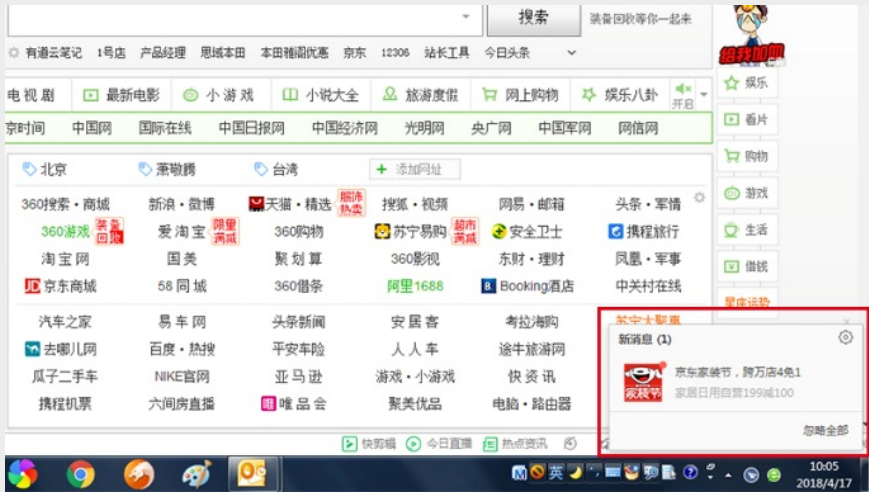 搜索 装备回收等你一起来
给我加加
有道云笔记 1号店 产品经理 思域本田 本田雅阁优惠 京东 12306 站长工具 今日头条
娱乐
电视剧 最新电影 小游戏 小说大全 旅游度假 网上购物 娱乐八卦 开启
看片
京时间 中国网 国际在线 中国日报网 中国经济网 光明网 央广网 中国军网 网信网
购物
北京 萧敬腾 台湾 添加网址
游戏
360搜索・商城 新浪・微博 天猫・精选 服饰热卖 搜狐・视频 网易・邮箱 头条・军情
360游戏 装备回收 爱淘宝 限量满减 360购物 苏宁易购 超市满减 安全卫士 携程旅行
生活
淘宝网 国美 聚划算 360影视 东财・理财 凤凰・军事
借钱
JD 京东商城 58同城 360借条 阿里1688 B. Booking酒店 中关村在线
星座运势
汽车之家 易车网 头条新闻 安居客 考拉海购 苏宁大聚惠
去哪儿网 百度・热搜 平安车险 人人车 途牛旅游网
瓜子二手车 NIKE官网 亚马逊 游戏・小游戏 快资讯
携程机票 六间房直播 唯 唯品会 聚美优品 电脑・路由器
新消息 (1)
京东家装节，跨万店4免1
家装节 家居日用自营199减100
忽略全部
快剪辑 今日直播 热点资讯
英
10:05
2018/4/17